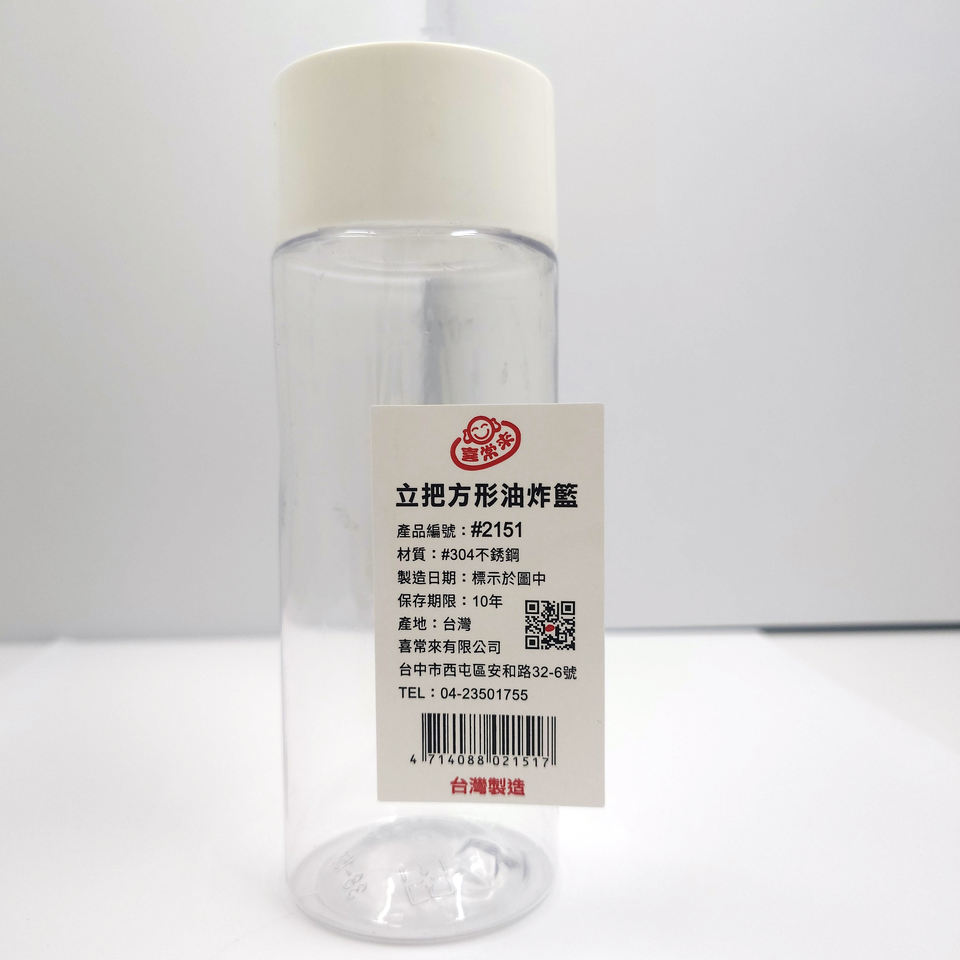 喜常來
立把方形油炸籃
產品編號：#2151
材質：#304不銹鋼
製造日期：標示於圖中
保存期限：10年
產地：台灣
喜常來有限公司
台中市西屯區安和路32-6號
TEL：04-23501755
4 714088 021517
台灣製造